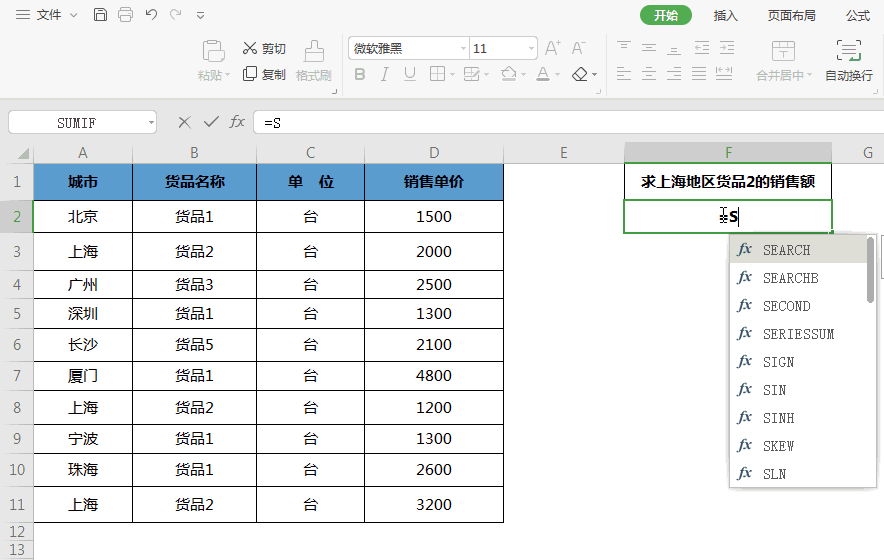 文件 开始 插入 页面布局 公式
粘贴 剪切 复制 格式刷 微软雅黑 11 A+ A- 合并居中 自动换行
B I U A
SUMIF fx =S
A B C D E F G
1 城市 货品名称 单 位 销售单价 求上海地区货品2的销售额
2 北京 货品1 台 1500 =S
3 上海 货品2 台 2000
4 广州 货品3 台 2500
5 深圳 货品1 台 1300
6 长沙 货品5 台 2100
7 厦门 货品1 台 4800
8 上海 货品2 台 1200
9 宁波 货品1 台 1300
10 珠海 货品1 台 2600
11 上海 货品2 台 3200
12
13
fx SEARCH
fx SEARCHB
fx SECOND
fx SERIESSUM
fx SIGN
fx SIN
fx SINH
fx SKEW
fx SLN